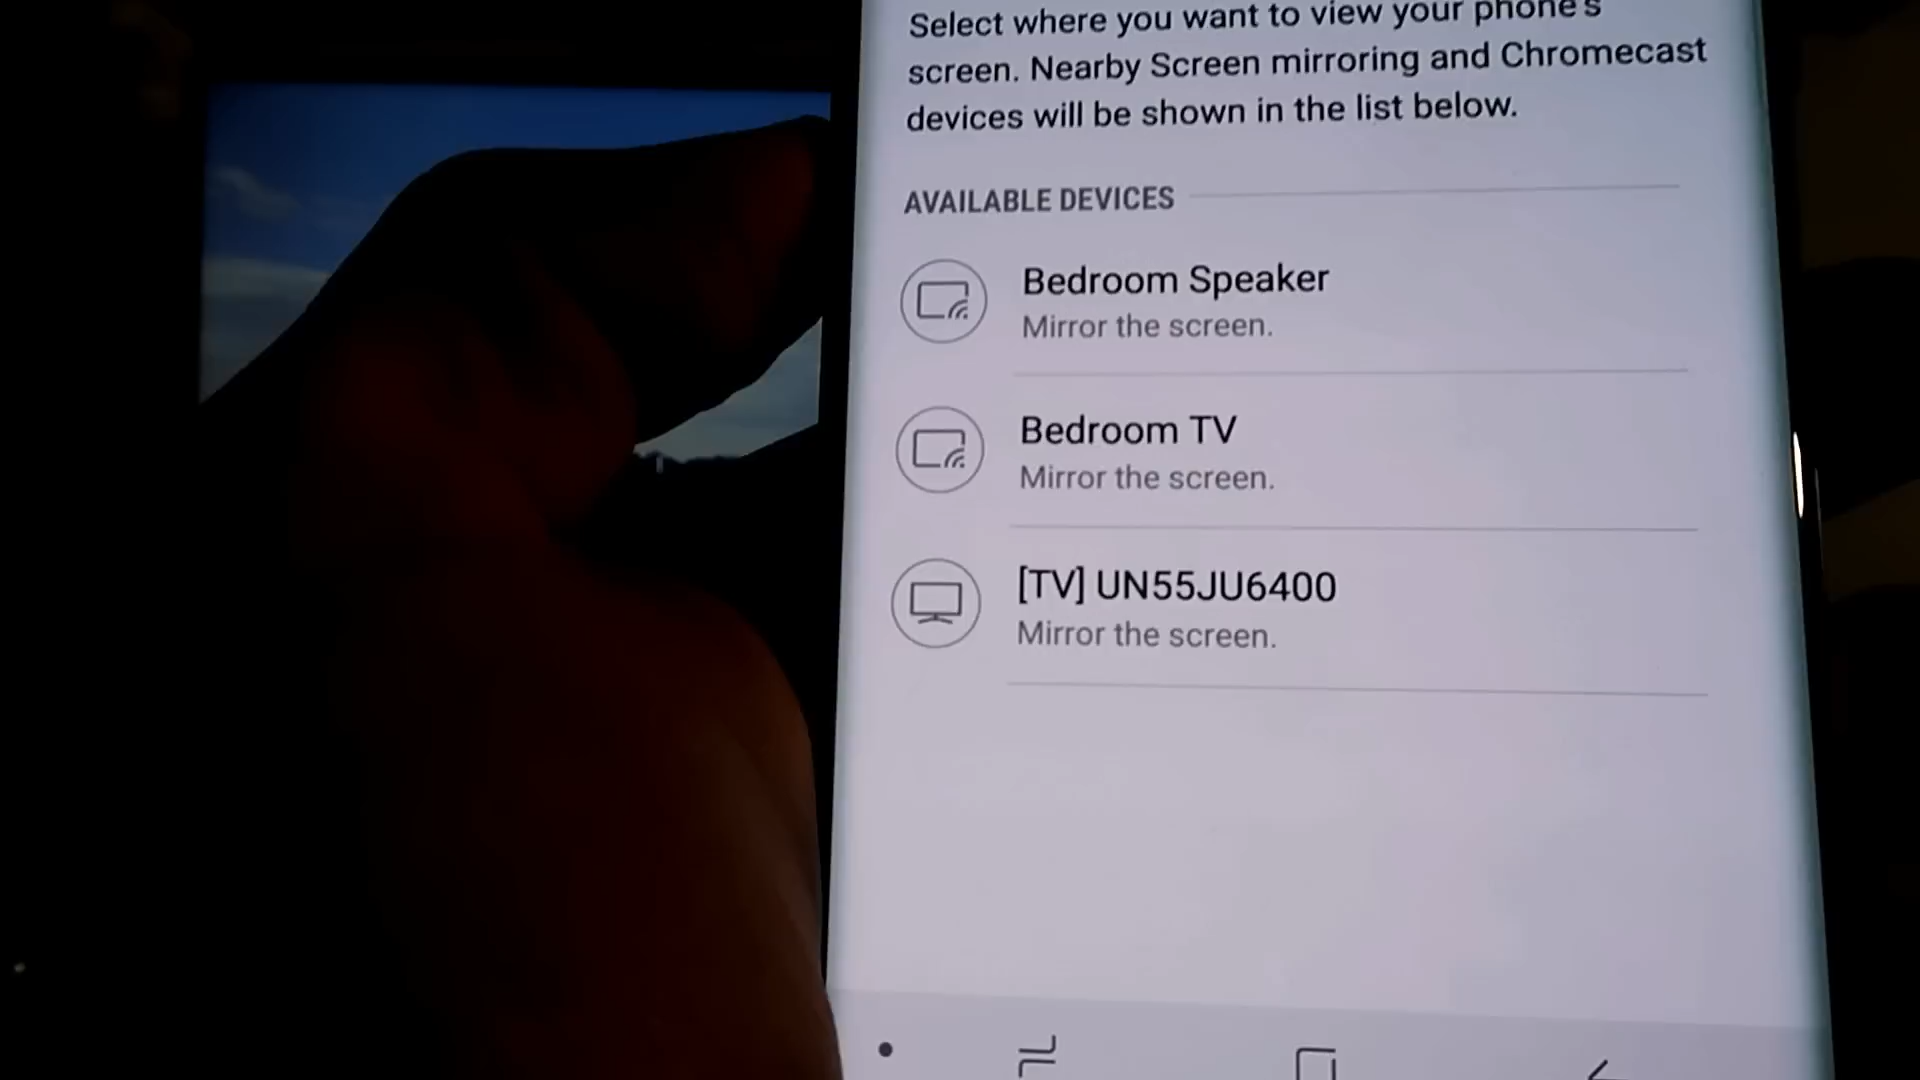 Select where you want to view your phone's
screen. Nearby Screen mirroring and Chromecast
devices will be shown in the list below.
AVAILABLE DEVICES
Bedroom Speaker
Mirror the screen.
Bedroom TV
Mirror the screen.
[TV] UN55JU6400
Mirror the screen.